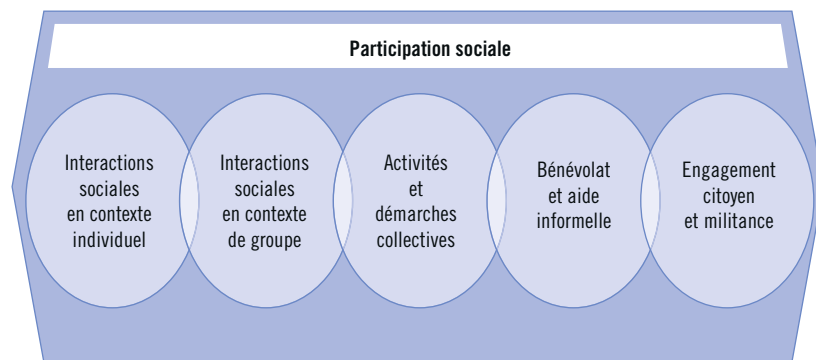 Participation sociale
Interactions
sociales
en contexte
individuel
Interactions
sociales
en contexte
de groupe
Activités
et
démarches
collectives
Bénévolat
et aide
informelle
Engagement
citoyen
et militance